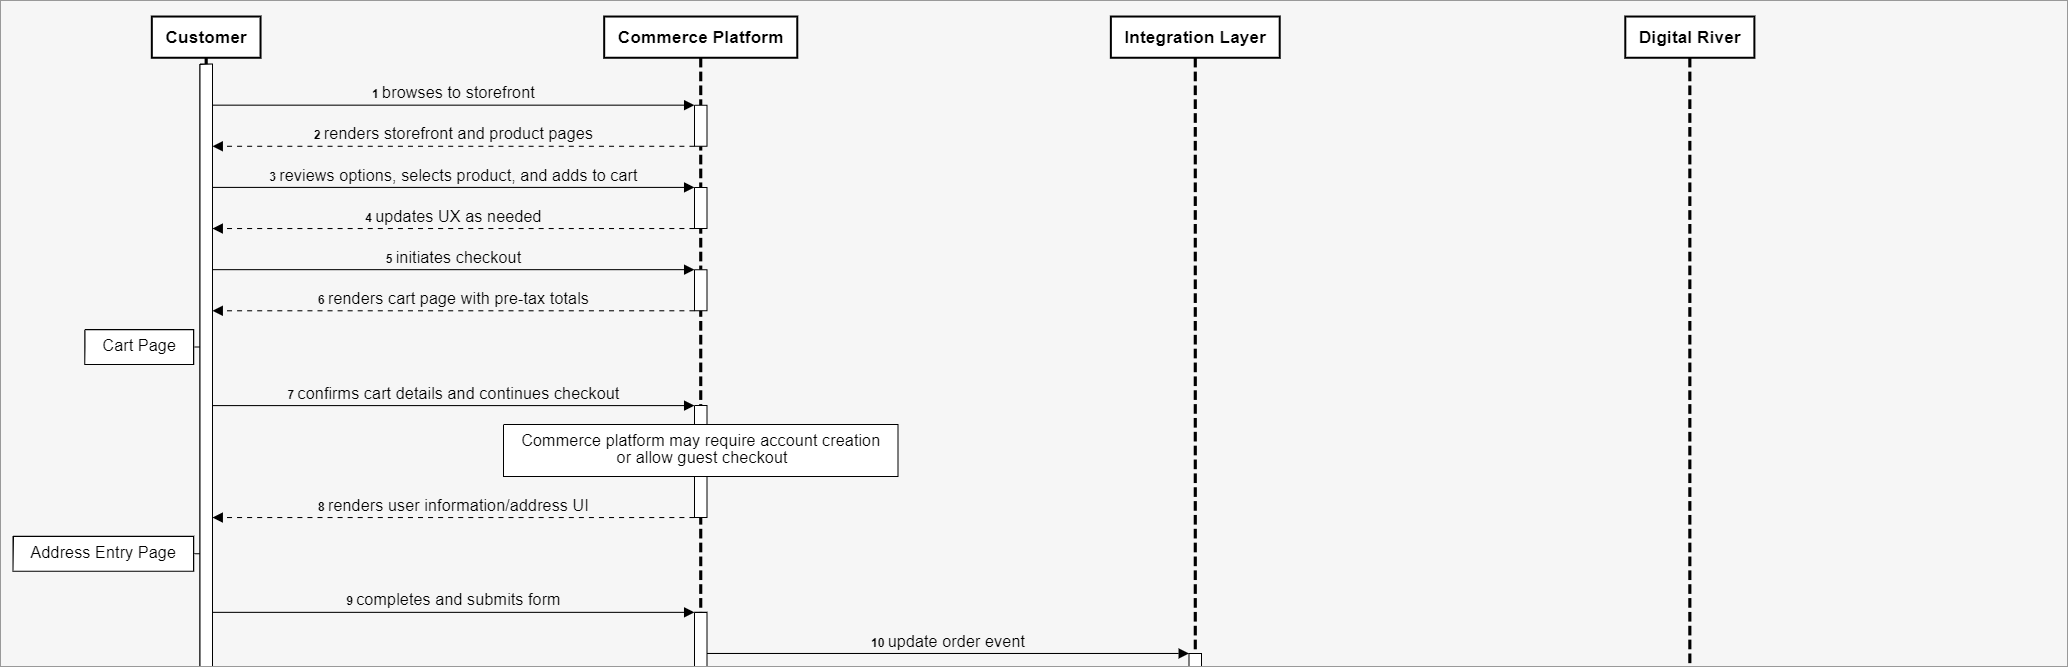 Customer
Commerce Platform
Integration Layer
Digital River
1 browses to storefront
2 renders storefront and product pages
3 reviews options, selects product, and adds to cart
4 updates UX as needed
5 initiates checkout
6 renders cart page with pre-tax totals
Cart Page
7 confirms cart details and continues checkout
Commerce platform may require account creation
or allow guest checkout
8 renders user information/address UI
Address Entry Page
9 completes and submits form
10 update order event